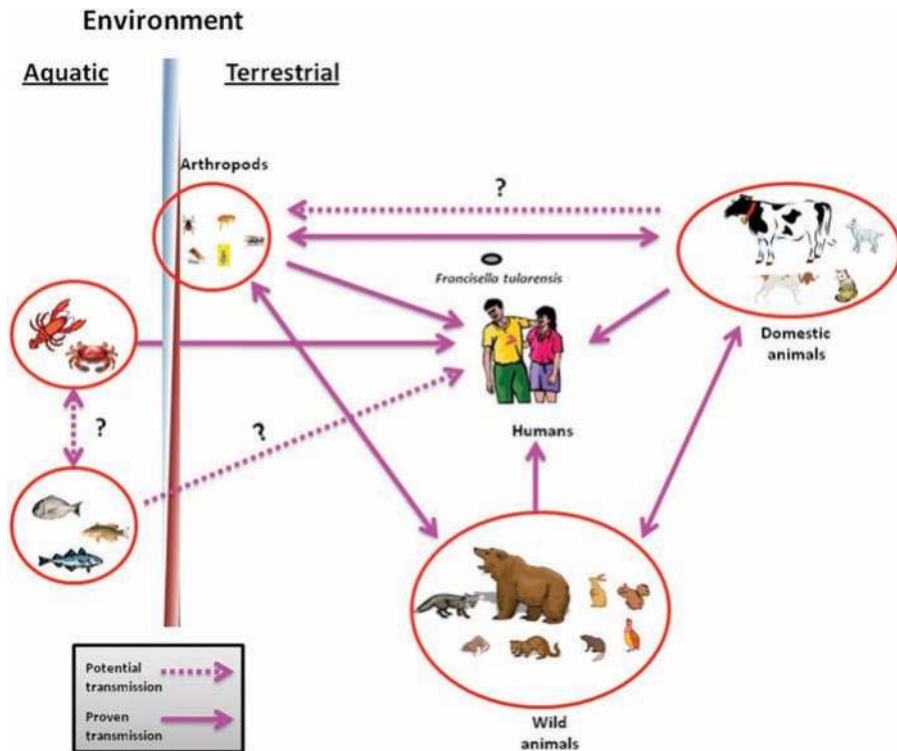 Environment
Aquatic
Terrestrial
Arthropods
?
Francisella tularensis
Domestic
animals
?
?
Humans
Potential
transmission
Proven
transmission
Wild
animals